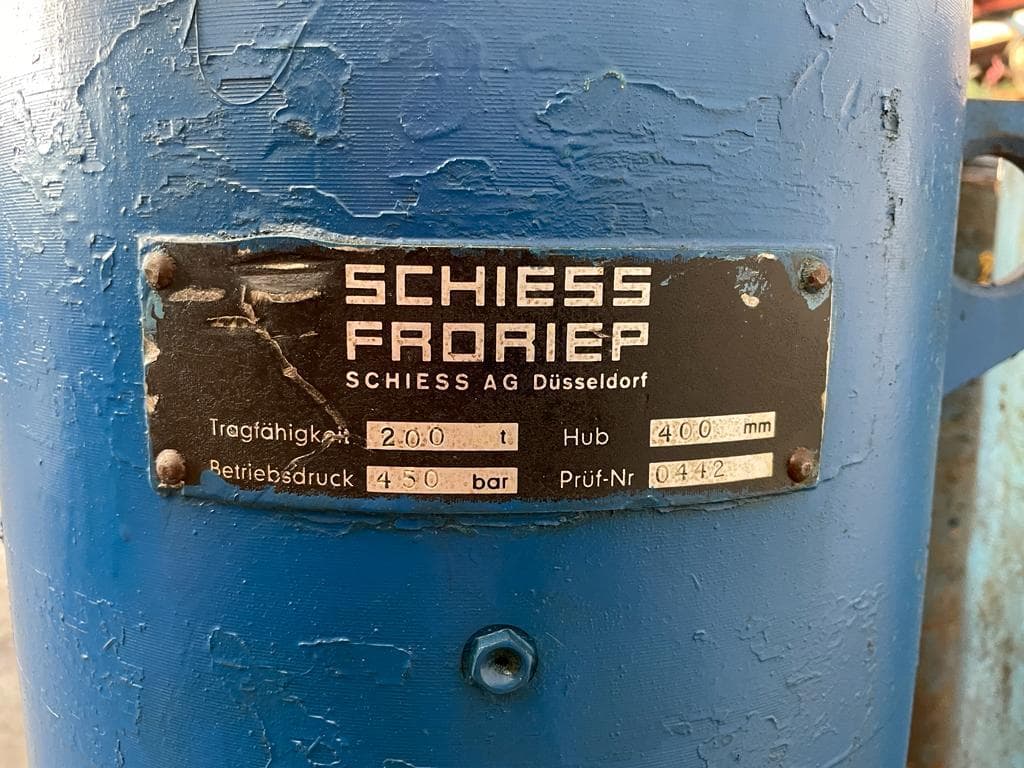 SCHIESS
FRORIEP
SCHIESS AG Düsseldorf
Tragfähigkeit 200 t Hub 400 mm
Betriebsdruck 450 bar Prüf-Nr 0442